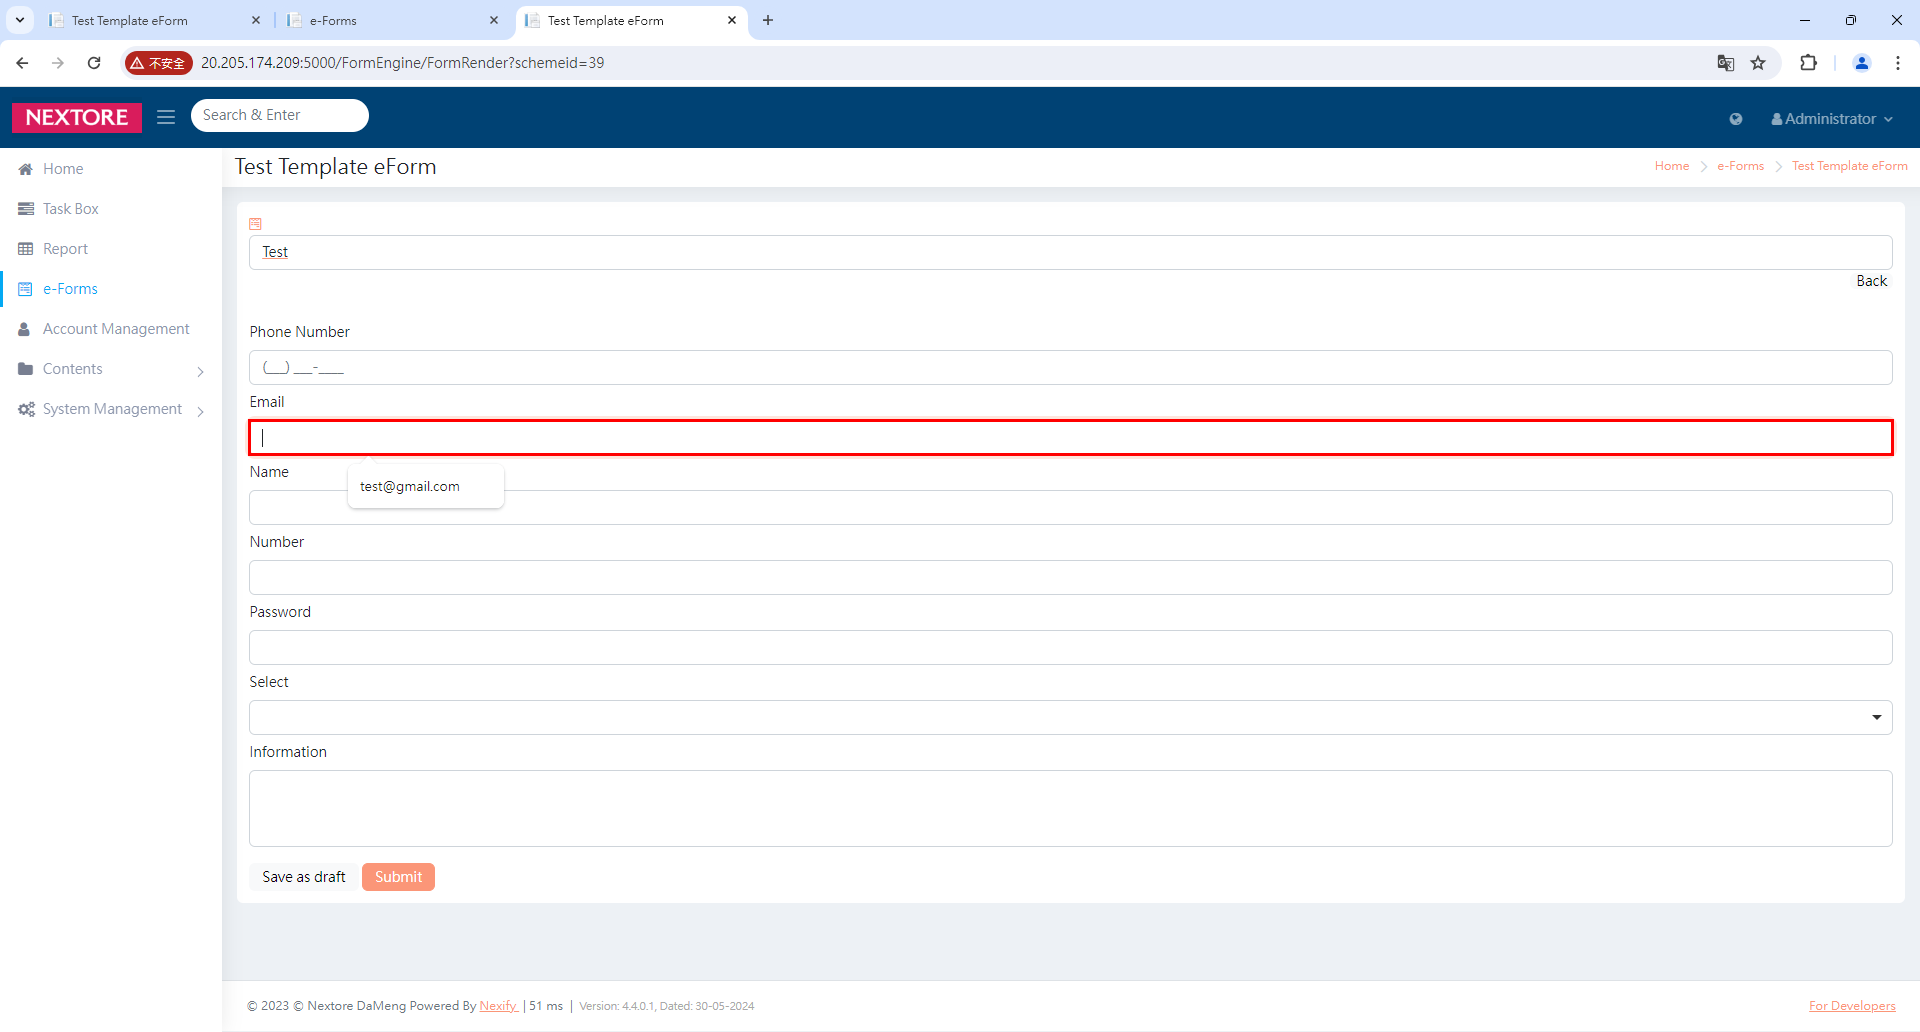 Test Template eForm
e-Forms
Test Template eForm
不安全
20.205.174.209:5000/FormEngine/FormRender?schemeid=39
NEXTORE
Search & Enter
Administrator
Home
Task Box
Report
e-Forms
Account Management
Contents
System Management
Test Template eForm
Home
e-Forms
Test Template eForm
Test
Back
Phone Number
(___) ___-____
Email
test@gmail.com
Name
Number
Password
Select
Information
Save as draft
Submit
© 2023 © Nextore DaMeng Powered By Nexify | 51 ms | Version: 4.4.0.1, Dated: 30-05-2024
For Developers